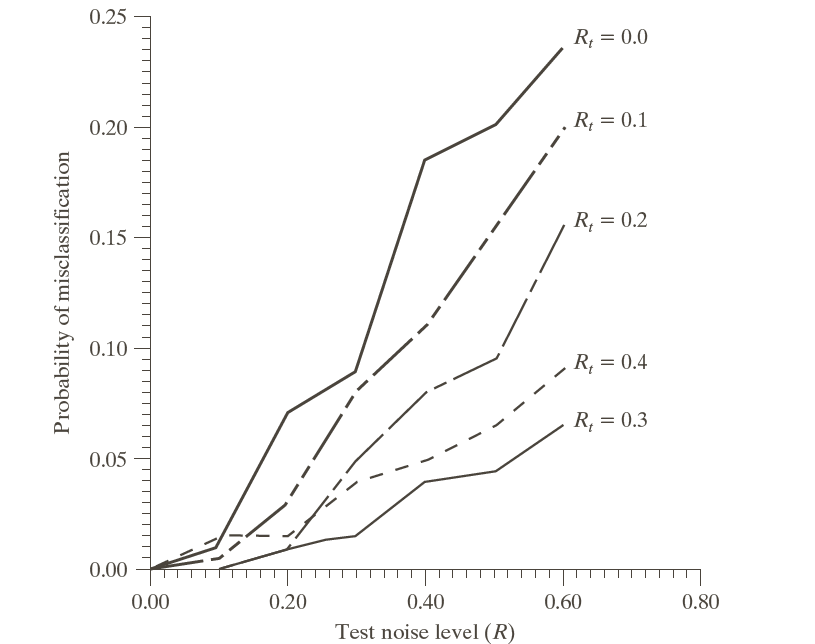 0.25
R_t = 0.0
0.20
R_t = 0.1
0.15
R_t = 0.2
Probability of misclassification
0.10
R_t = 0.4
R_t = 0.3
0.05
0.00
0.00 0.20 0.40 0.60 0.80
Test noise level (R)